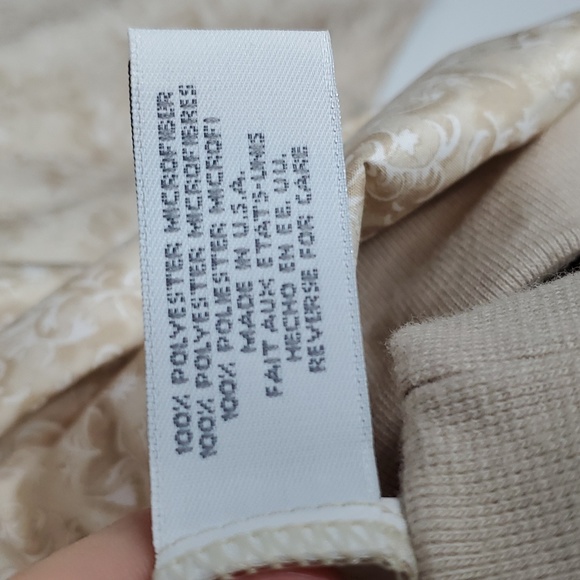 100% POLYESTER MICROFIBER
100% POLYESTER MICROFIBRES
100% POLIESTER MICROFI
MADE IN U.S.A.
FAIT AUX ETATS-UNIS
HECHO EN EE. UU.
REVERSE FOR CARE